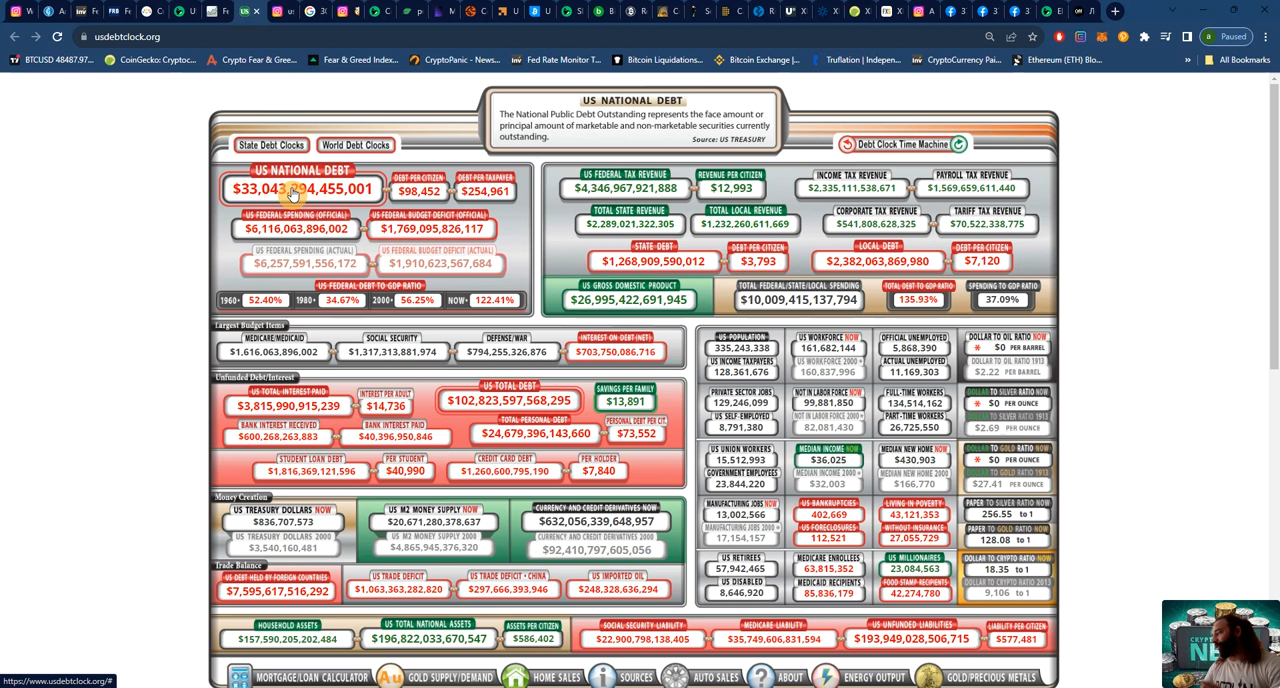 usdebtclock.org
Paused
BTCUSD 48487.97...
CoinGecko: Cryptoc...
Crypto Fear & Gree...
Fear & Greed Index...
CryptoPanic - News...
Fed Rate Monitor T...
Bitcoin Liquidations...
Bitcoin Exchange |...
Truflation | Indepen...
CryptoCurrency Pai...
Ethereum (ETH) Blo...
All Bookmarks
US NATIONAL DEBT
The National Public Debt Outstanding represents the face amount or
principal amount of marketable and non-marketable securities currently
outstanding.
Source: US TREASURY
State Debt Clocks
World Debt Clocks
Debt Clock Time Machine
US NATIONAL DEBT
DEBT PER CITIZEN
$98,452
DEBT PER TAXPAYER
$254,961
US FEDERAL SPENDING (OFFICIAL)
$6,116,063,896,002
US FEDERAL BUDGET DEFICIT (OFFICIAL)
$1,769,095,826,117
US FEDERAL SPENDING (ACTUAL)
$6,257,591,556,172
US FEDERAL BUDGET DEFICIT (ACTUAL)
$1,910,623,567,684
US FEDERAL DEBT TO GDP RATIO
1960• 52.40% 1980• 34.67% 2000• 56.25% NOW• 122.41%
US FEDERAL TAX REVENUE
$4,346,967,921,888
REVENUE PER CITIZEN
$12,993
INCOME TAX REVENUE
$2,335,111,538,671
PAYROLL TAX REVENUE
$1,569,659,611,440
TOTAL STATE REVENUE
$2,289,021,322,305
TOTAL LOCAL REVENUE
$1,232,260,611,669
CORPORATE TAX REVENUE
$541,808,628,325
TARIFF TAX REVENUE
$70,522,338,775
STATE DEBT
$1,268,909,590,012
DEBT PER CITIZEN
$3,793
LOCAL DEBT
$2,382,063,869,980
DEBT PER CITIZEN
$7,120
US GROSS DOMESTIC PRODUCT
$26,995,422,691,945
TOTAL FEDERAL/STATE/LOCAL SPENDING
$10,009,415,137,794
TOTAL DEBT TO GDP RATIO
135.93%
SPENDING TO GDP RATIO
37.09%
Largest Budget Items
MEDICARE/MEDICAID
$1,616,063,896,002
SOCIAL SECURITY
$1,317,313,881,974
DEFENSE/WAR
$794,255,326,876
INTEREST ON DEBT (NET)
$703,750,086,716
Unfunded Debt/Interest
US TOTAL INTEREST PAID
$3,815,990,915,239
INTEREST PER ADULT
$14,736
US TOTAL DEBT
$102,823,597,568,295
SAVINGS PER FAMILY
$13,891
BANK INTEREST RECEIVED
$600,268,263,883
BANK INTEREST PAID
$40,396,950,846
TOTAL PERSONAL DEBT
$24,679,396,143,660
PERSONAL DEBT PER CIT.
$73,552
STUDENT LOAN DEBT
$1,816,369,121,596
PER STUDENT
$40,990
CREDIT CARD DEBT
$1,260,600,795,190
PER HOLDER
$7,840
Money Creation
US TREASURY DOLLARS NOW
$836,707,573
US TREASURY DOLLARS 2000
$3,540,160,481
US M2 MONEY SUPPLY NOW
$20,671,280,378,637
US M2 MONEY SUPPLY 2000
$4,865,945,376,320
CURRENCY AND CREDIT DERIVATIVES NOW
$632,056,339,648,957
CURRENCY AND CREDIT DERIVATIVES 2000
$92,410,797,605,056
Trade Balance
US DEBT HELD BY FOREIGN COUNTRIES
$7,595,617,516,292
US TRADE DEFICIT
$1,063,363,282,820
US TRADE DEFICIT • CHINA
$297,666,393,946
US IMPORTED OIL
$248,328,636,294
US POPULATION
335,243,338
US INCOME TAXPAYERS
128,361,676
US WORKFORCE NOW
161,682,144
US WORKFORCE 2000
160,837,996
OFFICIAL UNEMPLOYED
5,868,390
ACTUAL UNEMPLOYED
11,169,303
DOLLAR TO OIL RATIO NOW
* $0 PER BARREL
DOLLAR TO OIL RATIO 1913
$2.22 PER BARREL
PRIVATE SECTOR JOBS
129,246,099
US SELF-EMPLOYED
8,791,380
NOT IN LABOR FORCE NOW
99,881,850
NOT IN LABOR FORCE 2000
82,081,430
FULL-TIME WORKERS
134,514,162
PART-TIME WORKERS
26,725,550
DOLLAR TO SILVER RATIO NOW
* $0 PER OUNCE
DOLLAR TO SILVER RATIO 1913
$2.69 PER OUNCE
US UNION WORKERS
15,512,993
GOVERNMENT EMPLOYEES
23,844,220
MEDIAN INCOME NOW
$36,025
MEDIAN INCOME 2000
$32,003
MEDIAN NEW HOME NOW
$430,903
MEDIAN NEW HOME 2000
$166,770
DOLLAR TO GOLD RATIO NOW
* $0 PER OUNCE
DOLLAR TO GOLD RATIO 1913
$27.41 PER OUNCE
MANUFACTURING JOBS NOW
13,002,566
MANUFACTURING JOBS 2000
17,154,157
US BANKRUPTCIES
402,669
US FORECLOSURES
112,521
LIVING IN POVERTY
43,121,353
WITHOUT INSURANCE
27,055,729
PAPER TO SILVER RATIO NOW
256.55 to 1
PAPER TO GOLD RATIO NOW
128.08 to 1
US RETIREES
57,942,465
US DISABLED
8,646,920
MEDICARE ENROLLEES
63,815,352
MEDICAID RECIPIENTS
85,836,179
US MILLIONAIRES
23,084,563
FOOD STAMP RECIPIENTS
42,274,780
DOLLAR TO CRYPTO RATIO NOW
18.35 to 1
DOLLAR TO CRYPTO RATIO 2013
9,106 to 1
HOUSEHOLD ASSETS
$157,590,205,202,484
US TOTAL NATIONAL ASSETS
$196,822,033,670,547
ASSETS PER CITIZEN
$586,402
SOCIAL SECURITY LIABILITY
$22,900,798,138,405
MEDICARE LIABILITY
$35,749,606,831,594
US UNFUNDED LIABILITIES
$193,949,028,506,715
LIABILITY PER CITIZEN
$577,481
MORTGAGE/LOAN CALCULATOR
Au GOLD SUPPLY/DEMAND
HOME SALES
SOURCES
AUTO SALES
ABOUT
ENERGY OUTPUT
GOLD/PRECIOUS METALS
https://www.usdebtclock.org/#